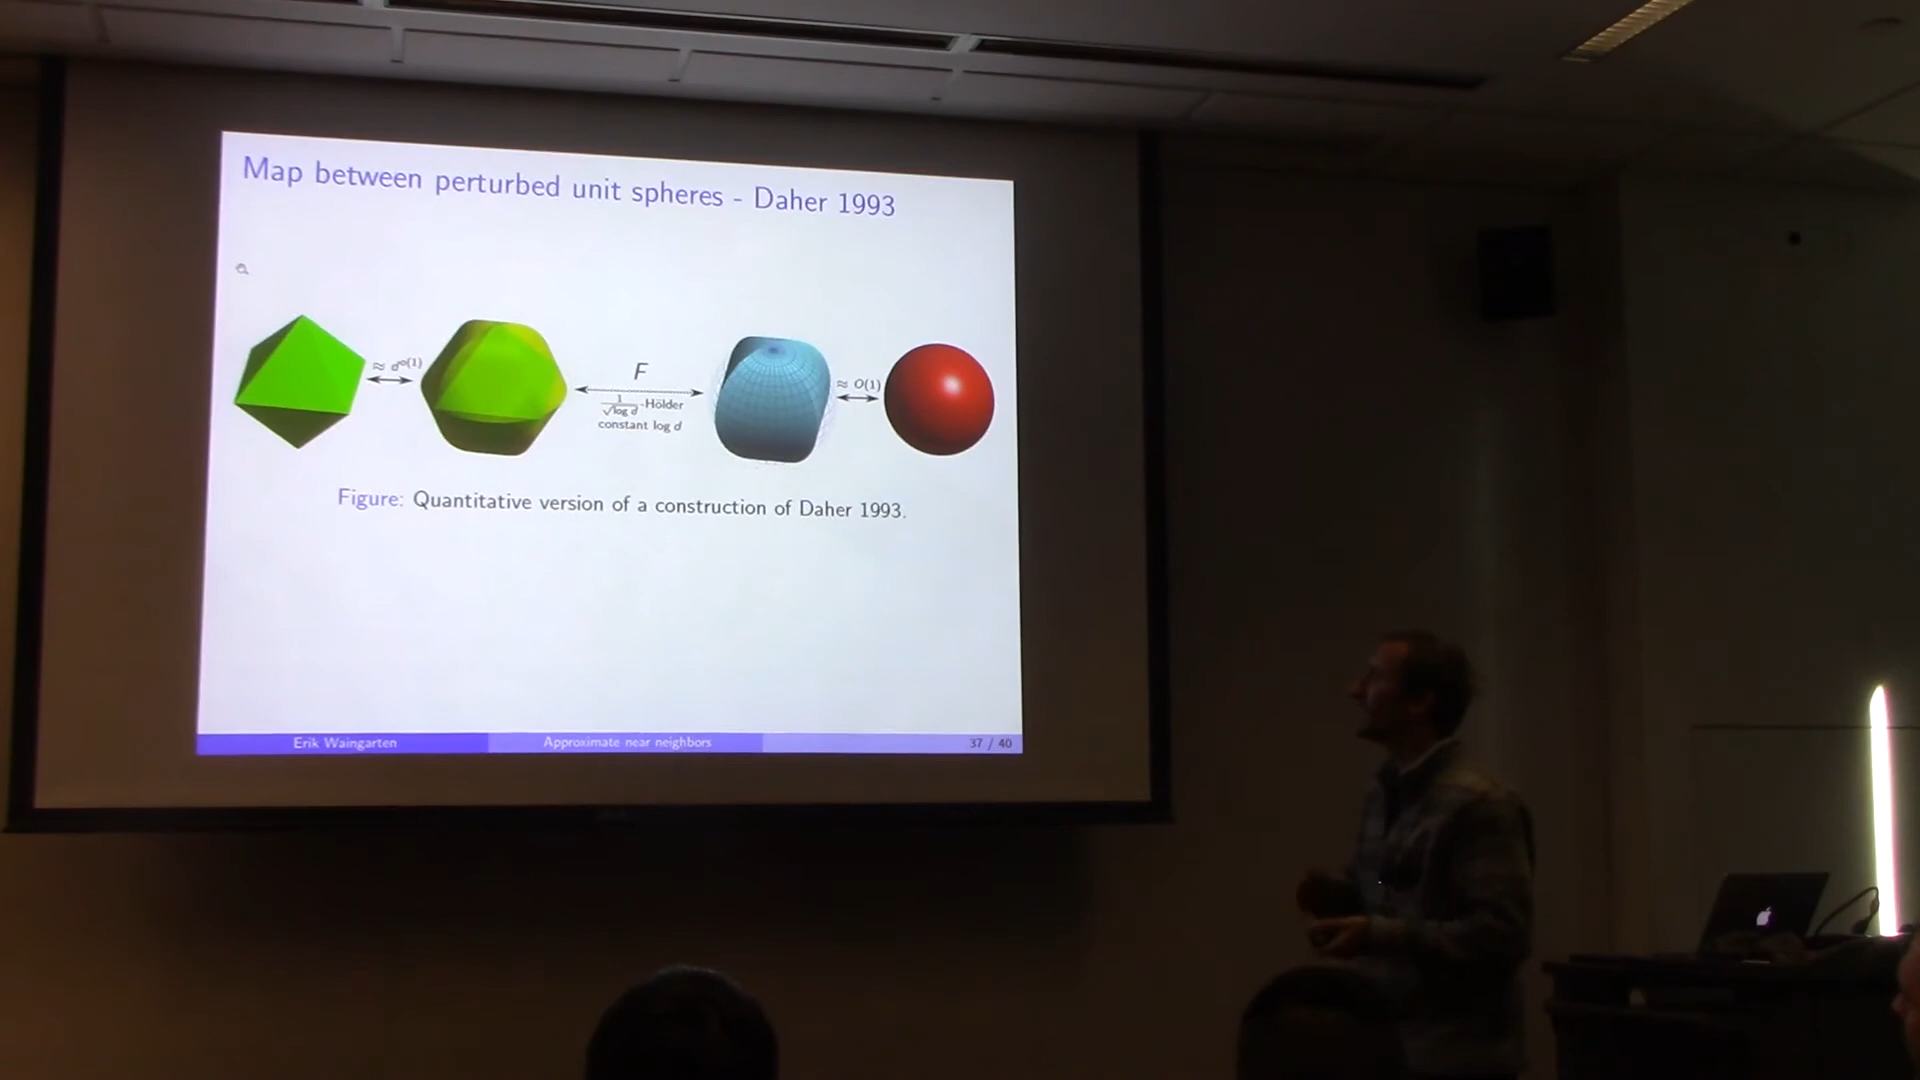 Map between perturbed unit spheres - Daher 1993
≈ d^o(1)
F
1/√log d -Hölder
constant log d
≈ O(1)
Figure: Quantitative version of a construction of Daher 1993.
Erik Waingarten Approximate near neighbors 37 / 40